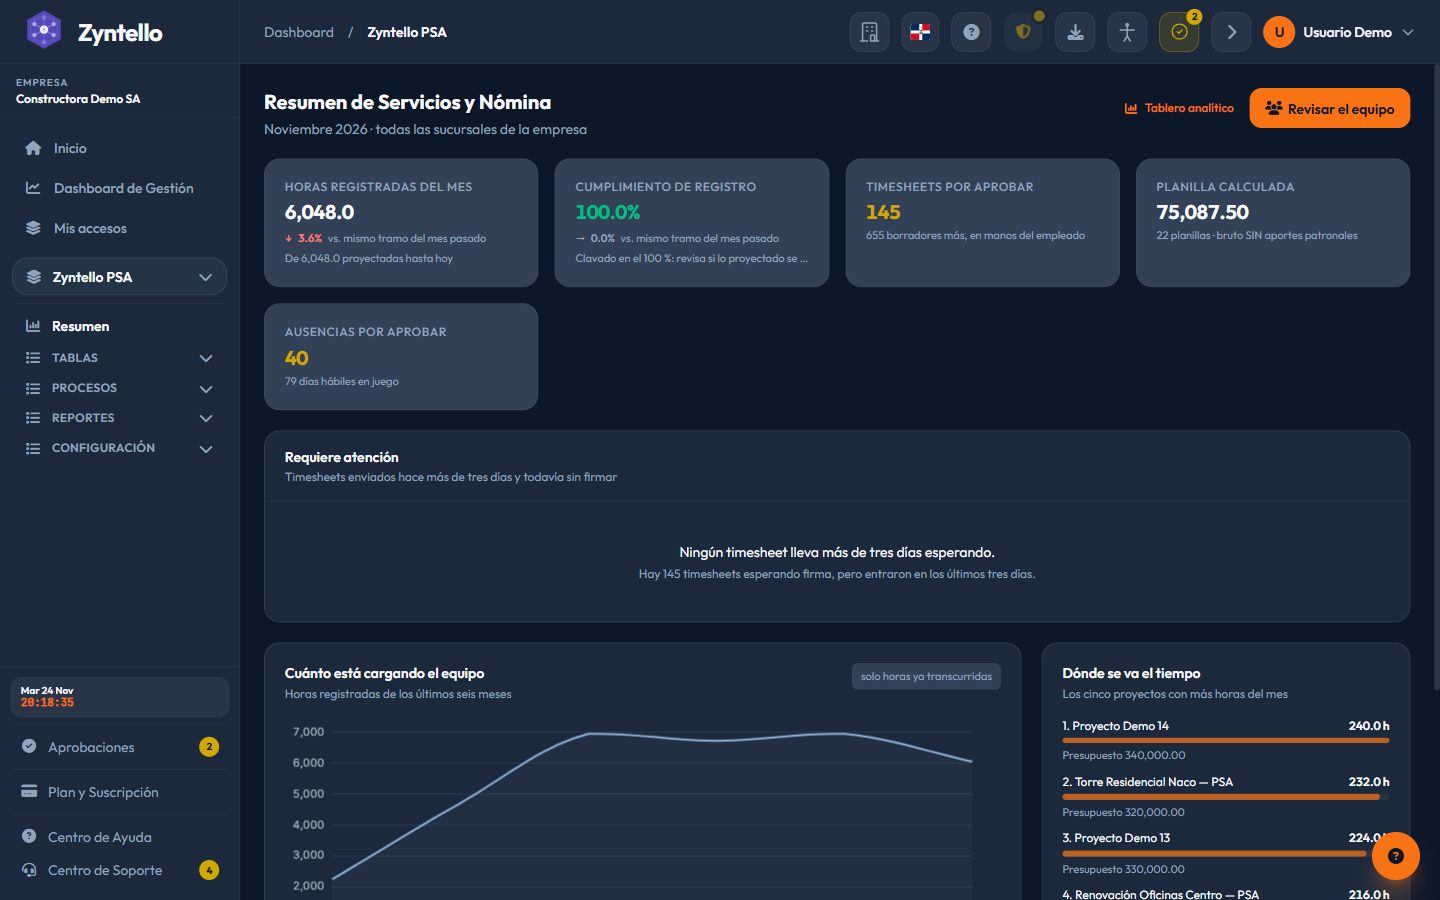 Zyntello
Dashboard / Zyntello PSA
2
U Usuario Demo
EMPRESA
Constructora Demo SA
Inicio
Dashboard de Gestión
Mis accesos
Zyntello PSA
Resumen
TABLAS
PROCESOS
REPORTES
CONFIGURACIÓN
Mar 24 Nov
20:18:35
Aprobaciones 2
Plan y Suscripción
Centro de Ayuda
Centro de Soporte 4
Resumen de Servicios y Nómina
Noviembre 2026 · todas las sucursales de la empresa
Tablero analítico
Revisar el equipo
HORAS REGISTRADAS DEL MES
6,048.0
↓ 3.6% vs. mismo tramo del mes pasado
De 6,048.0 proyectadas hasta hoy
CUMPLIMIENTO DE REGISTRO
100.0%
→ 0.0% vs. mismo tramo del mes pasado
Clavado en el 100 %: revisa si lo proyectado se ...
TIMESHEETS POR APROBAR
145
655 borradores más, en manos del empleado
PLANILLA CALCULADA
75,087.50
22 planillas · bruto SIN aportes patronales
AUSENCIAS POR APROBAR
40
79 días hábiles en juego
Requiere atención
Timesheets enviados hace más de tres días y todavía sin firmar
Ningún timesheet lleva más de tres días esperando.
Hay 145 timesheets esperando firma, pero entraron en los últimos tres días.
Cuánto está cargando el equipo
Horas registradas de los últimos seis meses
solo horas ya transcurridas
7,000
6,000
5,000
4,000
3,000
2,000
Dónde se va el tiempo
Los cinco proyectos con más horas del mes
1. Proyecto Demo 14 240.0 h
Presupuesto 340,000.00
2. Torre Residencial Naco — PSA 232.0 h
Presupuesto 320,000.00
3. Proyecto Demo 13 224.0
Presupuesto 330,000.00
4. Renovación Oficinas Centro — PSA 216.0 h